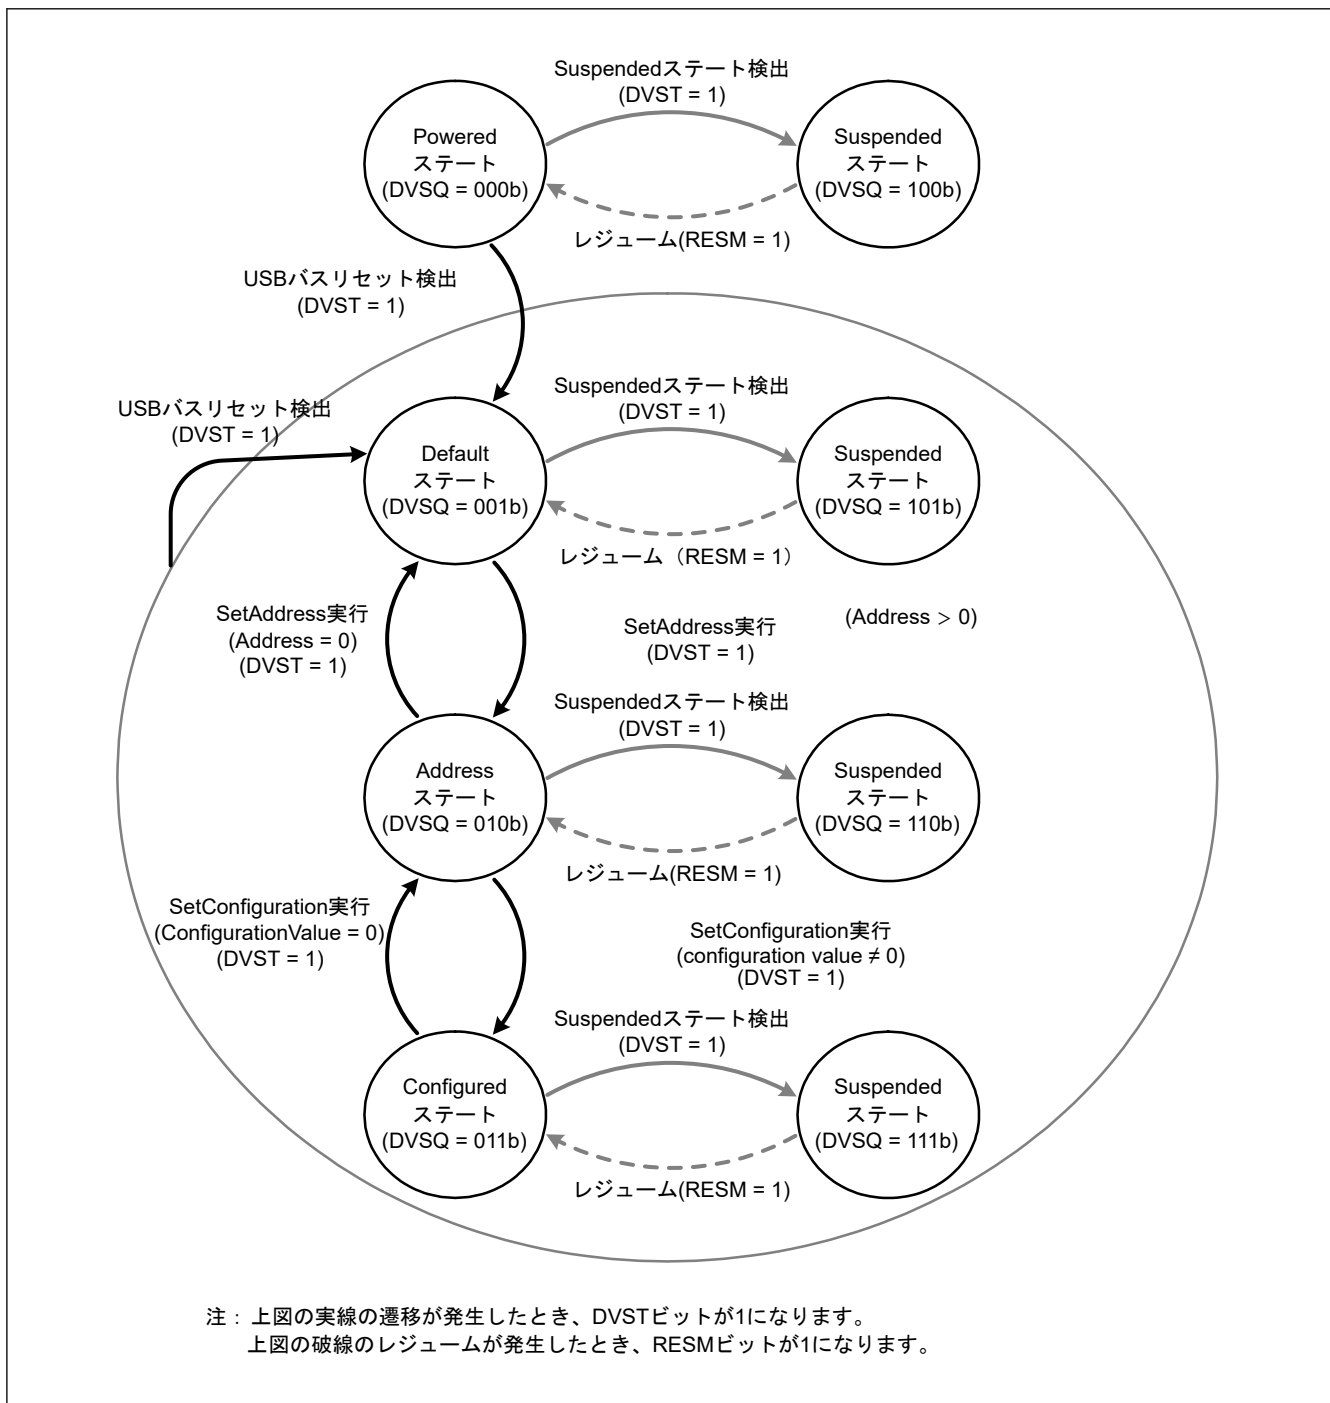 Suspendedステート検出
(DVST = 1)
Powered
ステート
(DVSQ = 000b)
Suspended
ステート
(DVSQ = 100b)
レジューム(RESM = 1)
USBバスリセット検出
(DVST = 1)
Suspendedステート検出
(DVST = 1)
USBバスリセット検出
(DVST = 1)
Default
ステート
(DVSQ = 001b)
Suspended
ステート
(DVSQ = 101b)
レジューム（RESM = 1）
SetAddress実行
(Address = 0)
(DVST = 1)
SetAddress実行
(DVST = 1)
(Address > 0)
Suspendedステート検出
(DVST = 1)
Address
ステート
(DVSQ = 010b)
Suspended
ステート
(DVSQ = 110b)
レジューム(RESM = 1)
SetConfiguration実行
(ConfigurationValue = 0)
(DVST = 1)
SetConfiguration実行
(configuration value ≠ 0)
(DVST = 1)
Suspendedステート検出
(DVST = 1)
Configured
ステート
(DVSQ = 011b)
Suspended
ステート
(DVSQ = 111b)
レジューム(RESM = 1)
注：上図の実線の遷移が発生したとき、DVSTビットが1になります。
上図の破線のレジュームが発生したとき、RESMビットが1になります。